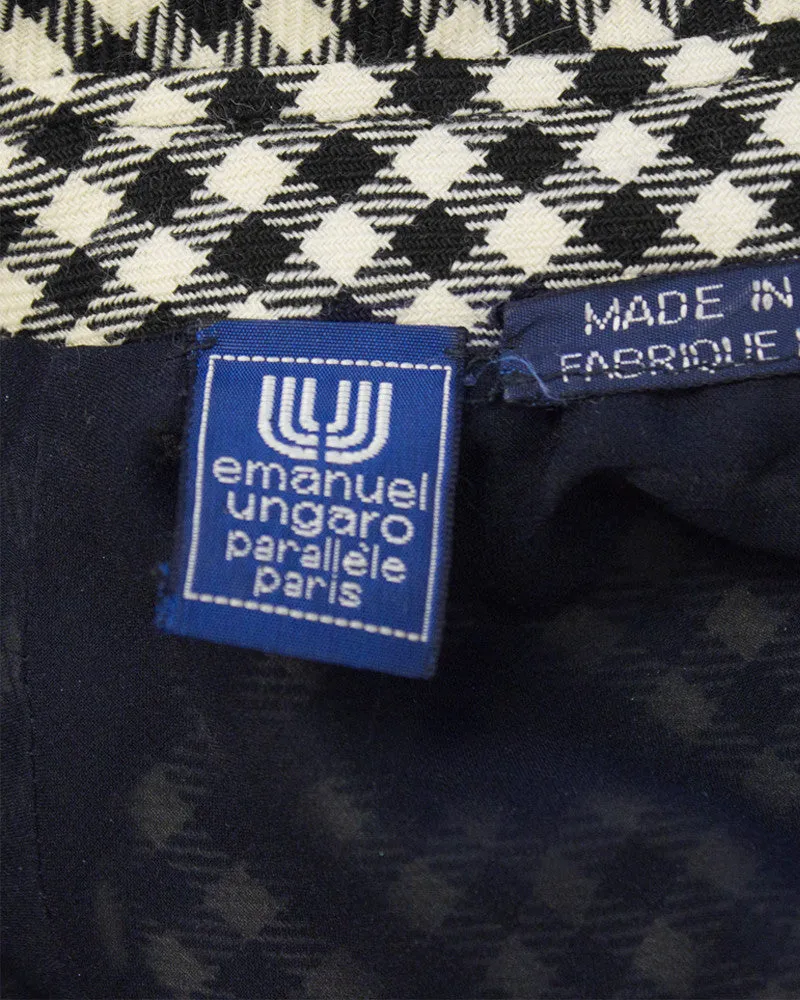 MADE IN
FABRIQUE
emanuel
ungaro
parallèle
paris